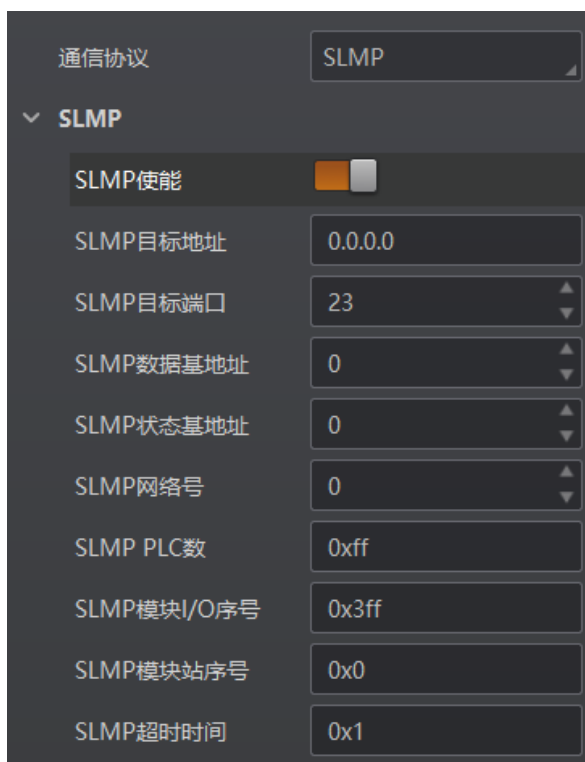 通信协议 SLMP
SLMP
SLMP使能
SLMP目标地址 0.0.0.0
SLMP目标端口 23
SLMP数据基地址 0
SLMP状态基地址 0
SLMP网络号 0
SLMP PLC数 0xff
SLMP模块I/O序号 0x3ff
SLMP模块站序号 0x0
SLMP超时时间 0x1